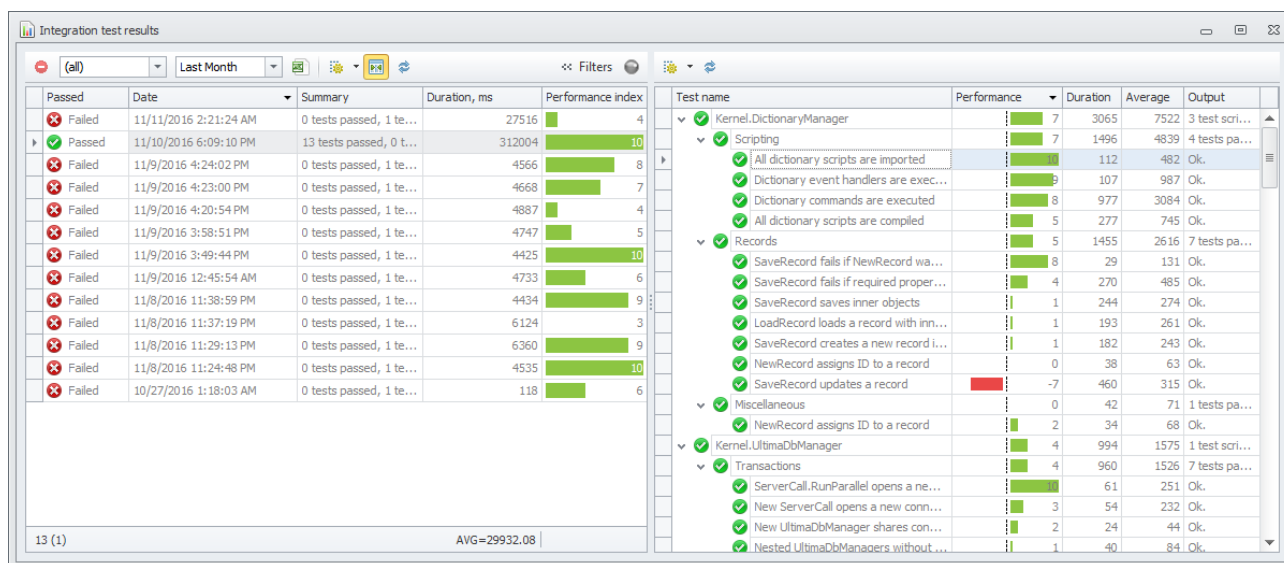 Integration test results
(all) Last Month << Filters
Passed Date Summary Duration, ms Performance index
Failed 11/11/2016 2:21:24 AM 0 tests passed, 1 te... 27516 4
Passed 11/10/2016 6:09:10 PM 13 tests passed, 0 t... 312004 10
Failed 11/9/2016 4:24:02 PM 0 tests passed, 1 te... 4566 8
Failed 11/9/2016 4:23:00 PM 0 tests passed, 1 te... 4668 7
Failed 11/9/2016 4:20:54 PM 0 tests passed, 1 te... 4887 4
Failed 11/9/2016 3:58:51 PM 0 tests passed, 1 te... 4747 5
Failed 11/9/2016 3:49:44 PM 0 tests passed, 1 te... 4425 10
Failed 11/9/2016 12:45:54 AM 0 tests passed, 1 te... 4733 6
Failed 11/8/2016 11:38:59 PM 0 tests passed, 1 te... 4434 9
Failed 11/8/2016 11:37:19 PM 0 tests passed, 1 te... 6124 3
Failed 11/8/2016 11:29:13 PM 0 tests passed, 1 te... 6360 9
Failed 11/8/2016 11:24:48 PM 0 tests passed, 1 te... 4535 10
Failed 10/27/2016 1:18:03 AM 0 tests passed, 1 te... 118 6
13 (1) AVG=29932.08
Test name Performance Duration Average Output
Kernel.DictionaryManager 7 3065 7522 3 test scri...
Scripting 7 1496 4839 4 tests pa...
All dictionary scripts are imported 10 112 482 Ok.
Dictionary event handlers are exec... 9 107 987 Ok.
Dictionary commands are executed 8 977 3084 Ok.
All dictionary scripts are compiled 5 277 745 Ok.
Records 5 1455 2616 7 tests pa...
SaveRecord fails if NewRecord wa... 8 29 131 Ok.
SaveRecord fails if required proper... 4 270 485 Ok.
SaveRecord saves inner objects 1 244 274 Ok.
LoadRecord loads a record with inn... 1 193 261 Ok.
SaveRecord creates a new record i... 1 182 243 Ok.
NewRecord assigns ID to a record 0 38 63 Ok.
SaveRecord updates a record -7 460 315 Ok.
Miscellaneous 0 42 71 1 tests pa...
NewRecord assigns ID to a record 2 34 68 Ok.
Kernel.UltimaDbManager 4 994 1575 1 test scri...
Transactions 4 960 1526 7 tests pa...
ServerCall.RunParallel opens a ne... 10 61 251 Ok.
New ServerCall opens a new conn... 3 54 232 Ok.
New UltimaDbManager shares con... 2 24 44 Ok.
Nested UltimaDbManagers without ... 1 40 84 Ok.